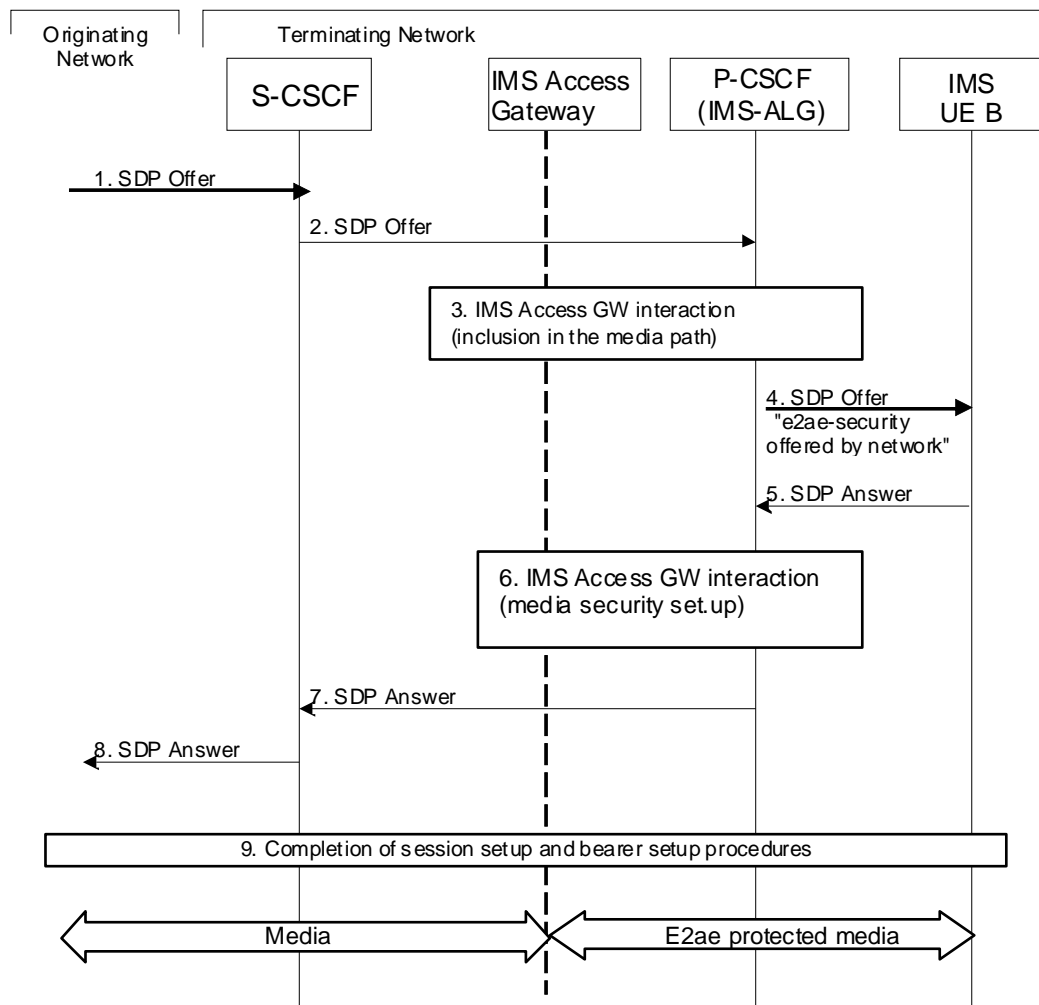 Originating
Network
Terminating Network
S-CSCF
IMS Access
Gateway
P-CSCF
(IMS-ALG)
IMS
UE B
1. SDP Offer
2. SDP Offer
3. IMS Access GW interaction
(inclusion in the media path)
4. SDP Offer
"e2ae-security
offered by network"
5. SDP Answer
6. IMS Access GW interaction
(media security set.up)
7. SDP Answer
8. SDP Answer
9. Completion of session setup and bearer setup procedures
Media
E2ae protected media